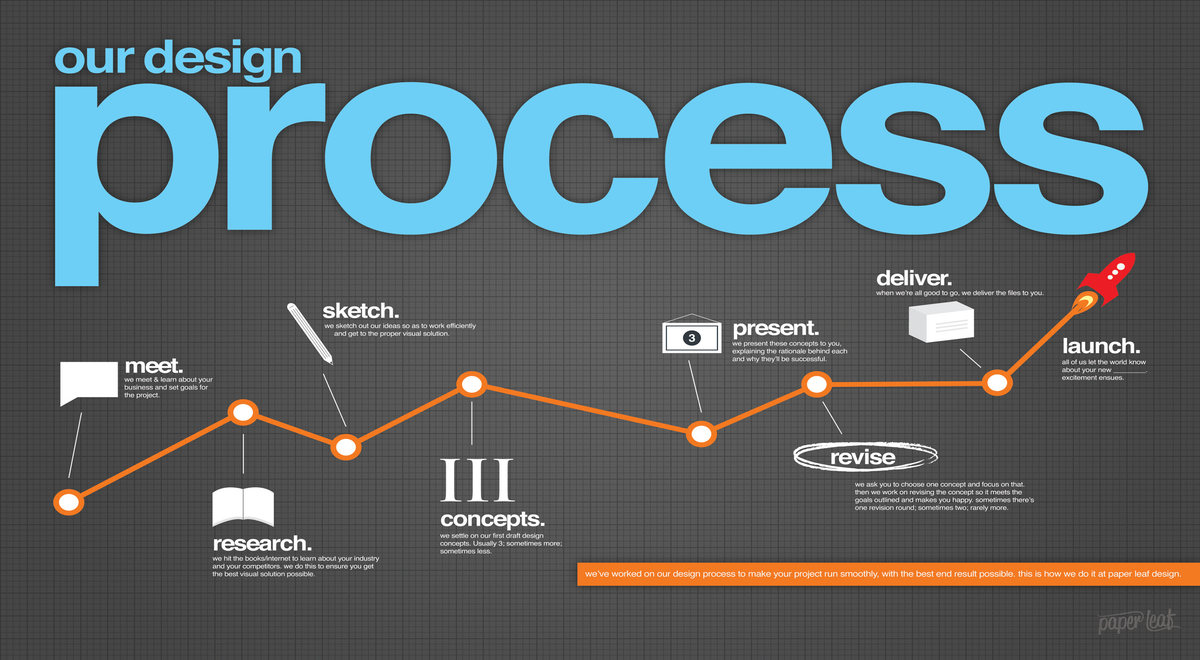 our design
process
meet.
we meet & learn about your
business and set goals for
the project.
research.
we hit the books/internet to learn about your industry
and your competitors. we do this to ensure you get
the best visual solution possible.
sketch.
we sketch out our ideas so as to work efficiently
and get to the proper visual solution.
III
concepts.
we settle on our first draft design
concepts. Usually 3; sometimes more;
sometimes less.
3
present.
we present these concepts to you,
explaining the rationale behind each
and why they'll be successful.
revise
we ask you to choose one concept and focus on that.
then we work on revising the concept so it meets the
goals outlined and makes you happy. sometimes there's
one revision round; sometimes two; rarely more.
deliver.
when we're all good to go, we deliver the files to you.
launch.
all of us let the world know
about your new __________
excitement ensues.
we've worked on our design process to make your project run smoothly, with the best end result possible. this is how we do it at paper leaf design.
paper leaf